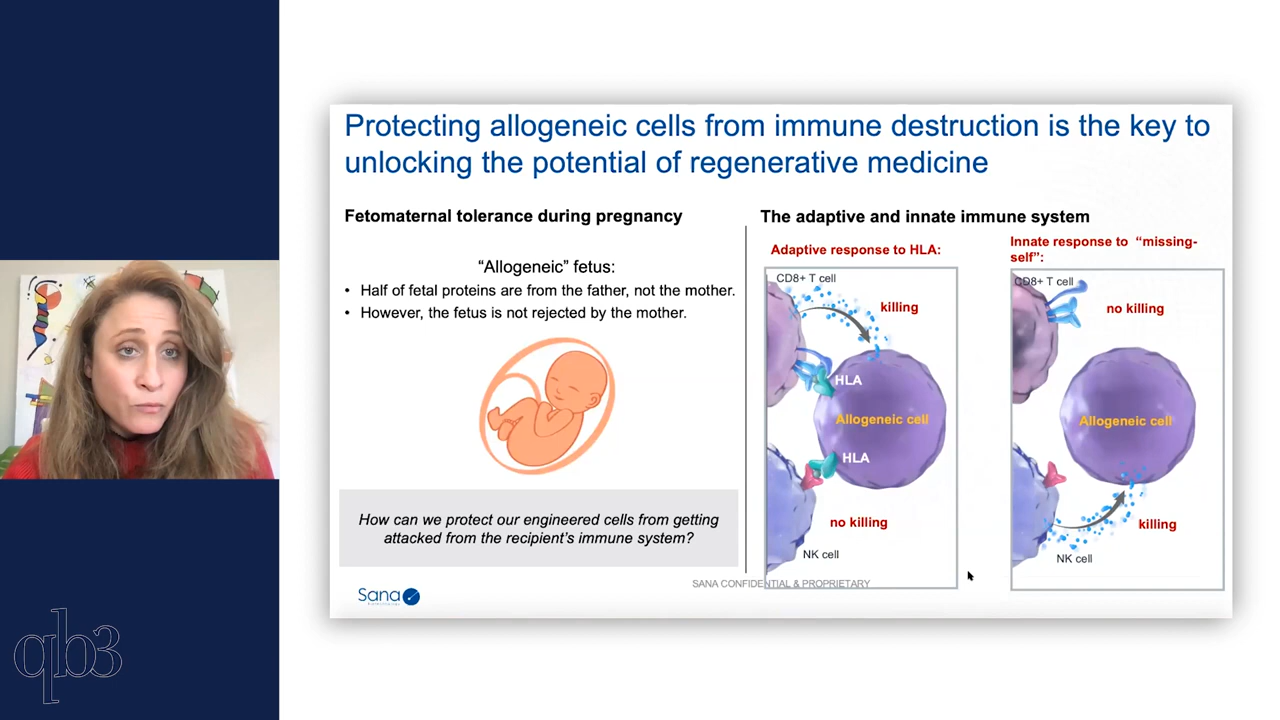 Protecting allogeneic cells from immune destruction is the key to
unlocking the potential of regenerative medicine
Fetomaternal tolerance during pregnancy
“Allogeneic” fetus:
• Half of fetal proteins are from the father, not the mother.
• However, the fetus is not rejected by the mother.
How can we protect our engineered cells from getting
attacked from the recipient’s immune system?
The adaptive and innate immune system
Adaptive response to HLA:
CD8+ T cell
killing
HLA
Allogeneic cell
HLA
no killing
NK cell
Innate response to “missing-
self”:
CD8+ T cell
no killing
Allogeneic cell
killing
NK cell
SANA CONFIDENTIAL & PROPRIETARY
Sana
qb3